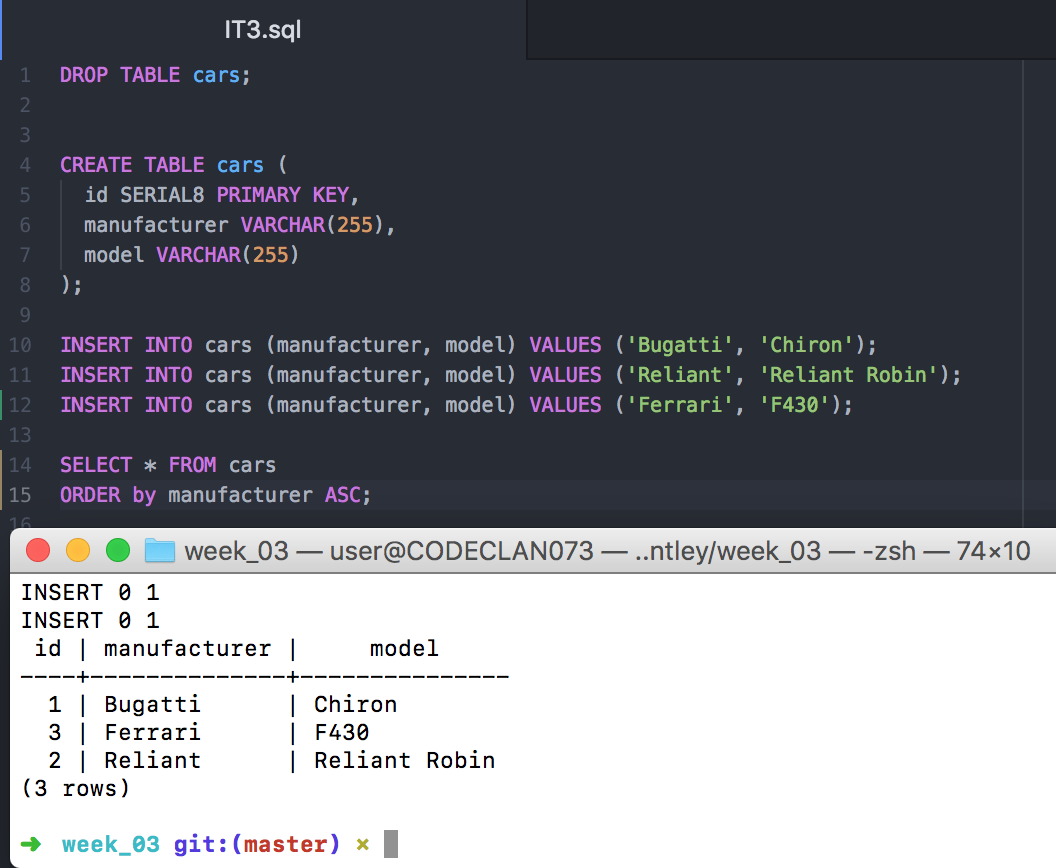 IT3.sql
1 DROP TABLE cars;
2
3
4 CREATE TABLE cars (
5 id SERIAL8 PRIMARY KEY,
6 manufacturer VARCHAR(255),
7 model VARCHAR(255)
8 );
9
10 INSERT INTO cars (manufacturer, model) VALUES ('Bugatti', 'Chiron');
11 INSERT INTO cars (manufacturer, model) VALUES ('Reliant', 'Reliant Robin');
12 INSERT INTO cars (manufacturer, model) VALUES ('Ferrari', 'F430');
13
14 SELECT * FROM cars
15 ORDER by manufacturer ASC;
16
week_03 — user@CODECLAN073 — ..ntley/week_03 — -zsh — 74×10
INSERT 0 1
INSERT 0 1
 id | manufacturer |     model
----+--------------+---------------
  1 | Bugatti      | Chiron
  3 | Ferrari      | F430
  2 | Reliant      | Reliant Robin
(3 rows)
➜ week_03 git:(master) ×